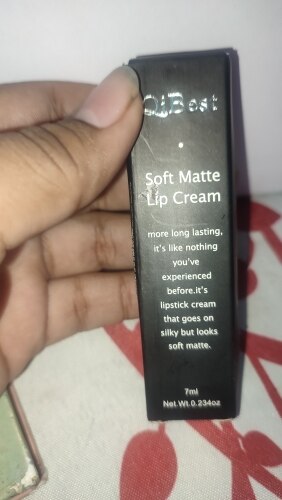 QiBest
Soft Matte
Lip Cream
more long lasting,
it's like nothing
you've
experienced
before.it's
lipstick cream
that goes on
silky but looks
soft matte.
7ml
Net Wt.0.234oz